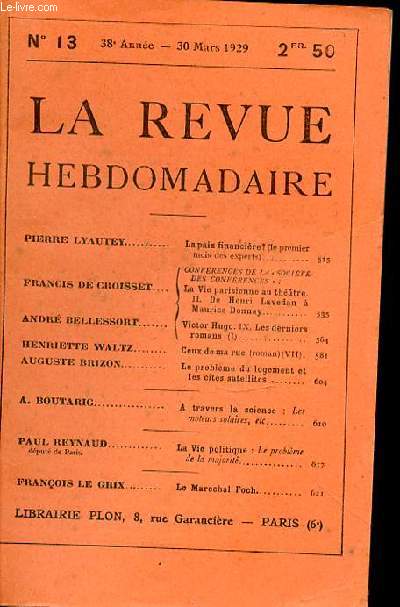 Le-livre.com
N° 13 38e Année — 30 Mars 1929 2 FR. 50
LA REVUE
HEBDOMADAIRE
PIERRE LYAUTEY........... La paix financière? (le premier
mois des experts)............ 515
CONFÉRENCES DE LA SOCIÉTÉ
DES CONFÉRENCES :
FRANCIS DE CROISSET.... La Vie parisienne au théâtre.
II. De Henri Lavedan à
Maurice Donnay............ 535
ANDRÉ BELLESSORT...... Victor Hugo. IX. Les derniers
romans (I)................ 564
HENRIETTE WALTZ......... Ceux de ma rue (roman) (VII). 581
AUGUSTE BRIZON.......... Le problème du logement et
les cités satellites......... 604
A. BOUTARIC............. A travers la science : Les
moteurs solaires, etc........ 610
PAUL REYNAUD........... La Vie politique : Le problème
député de Paris.
de la majorité.............. 617
FRANÇOIS LE GRIX........ Le Maréchal Foch.......... 621
LIBRAIRIE PLON, 8, rue Garancière — PARIS (6e)